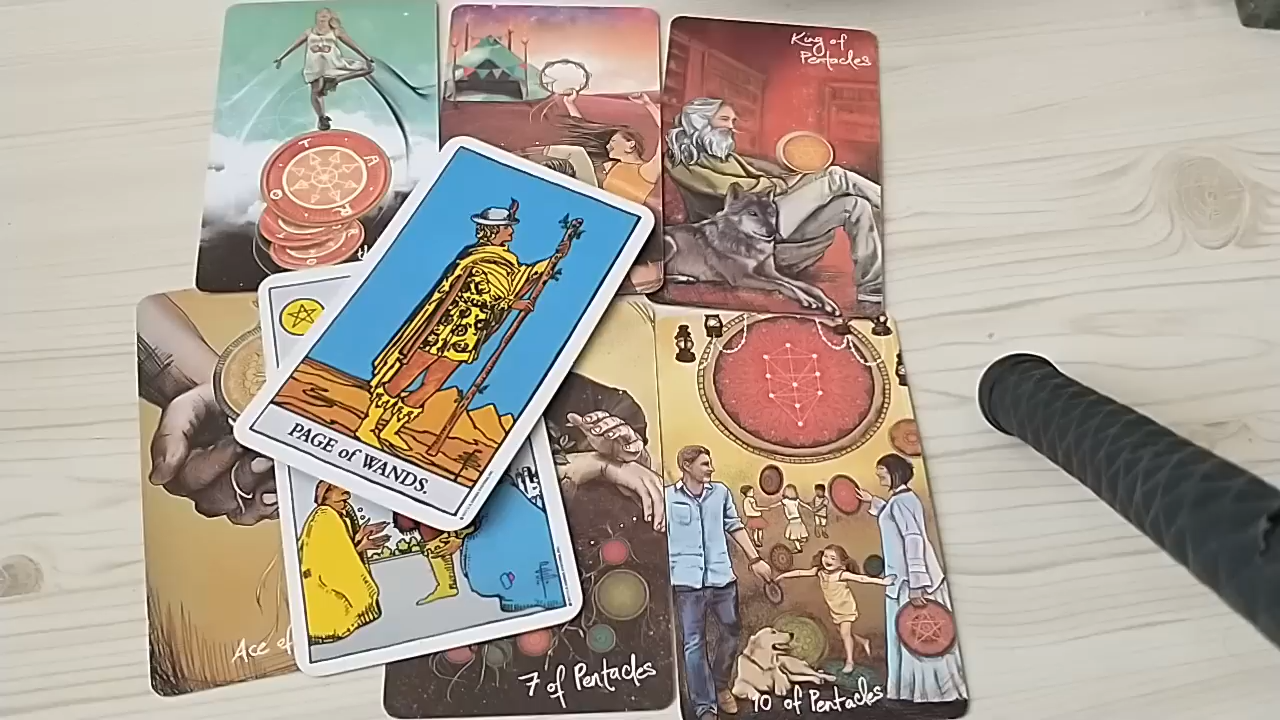 King of
Pentacles
T A R O
PAGE of WANDS.
Ace of
7 of Pentacles
10 of Pentacles